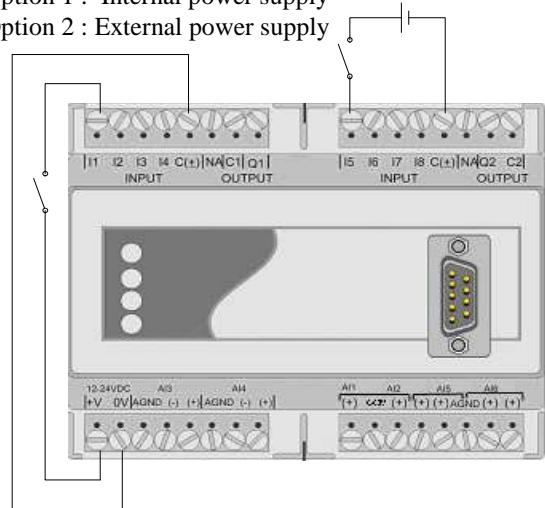 ption 1 : Internal power supply
ption 2 : External power supply
I1 I2 I3 I4 C(±) NA C1 Q1
INPUT OUTPUT
I5 I6 I7 I8 C(±) NA Q2 C2
INPUT OUTPUT
12-24VDC AI3 AI4
+V 0V AGND (-) (+) AGND (-) (+)
AI1 AI2 AI5 AI6
(+) (+) (+) (+) AGND (+) (+)